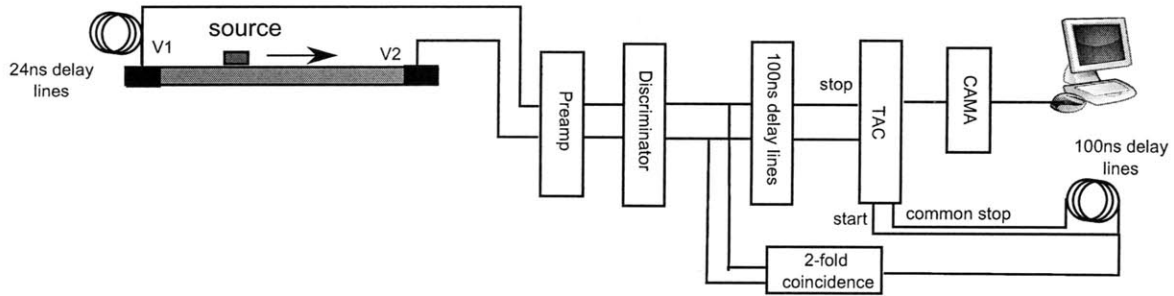 source
V1
V2
24ns delay
lines
Preamp
Discriminator
100ns delay lines
stop
TAC
CAMA
100ns delay
lines
start
common stop
2-fold
coincidence